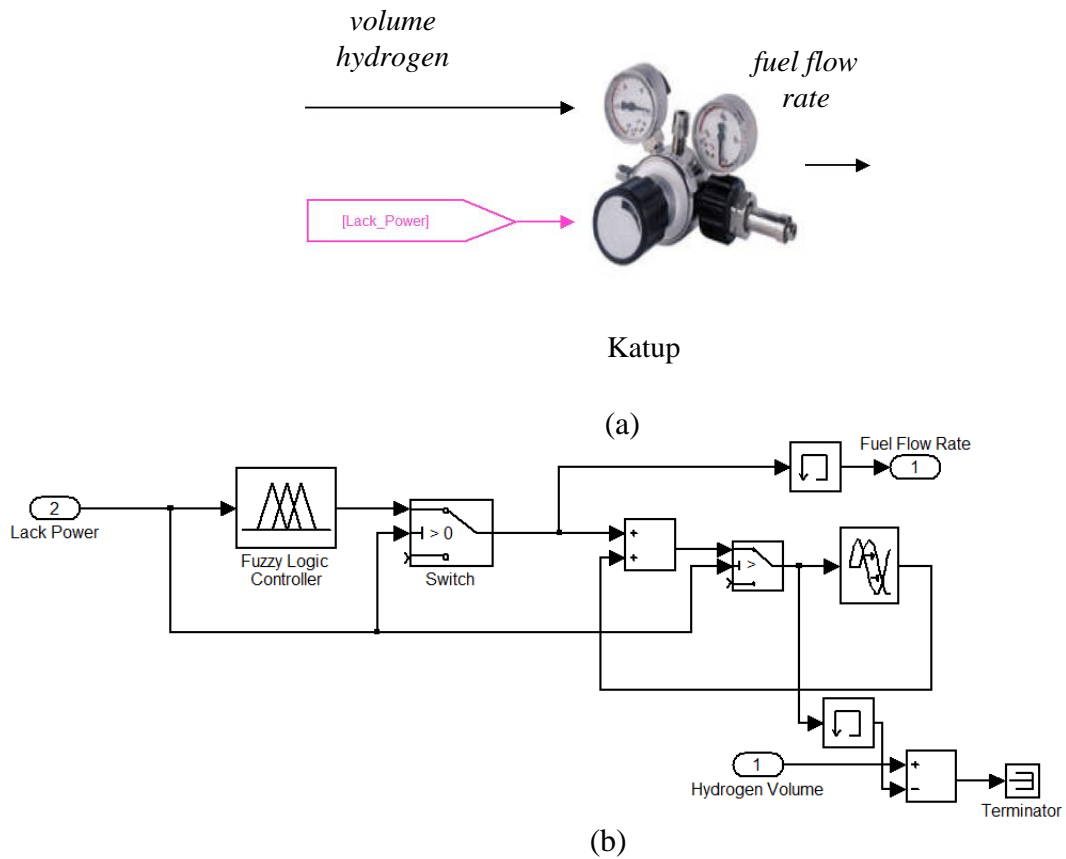 volume
hydrogen
fuel flow
rate
[Lack_Power]
Katup
(a)
Fuel Flow Rate
1
2
Lack Power
Fuzzy Logic
Controller
> 0
Switch
+
+
>
1
Hydrogen Volume
+
−
Terminator
(b)